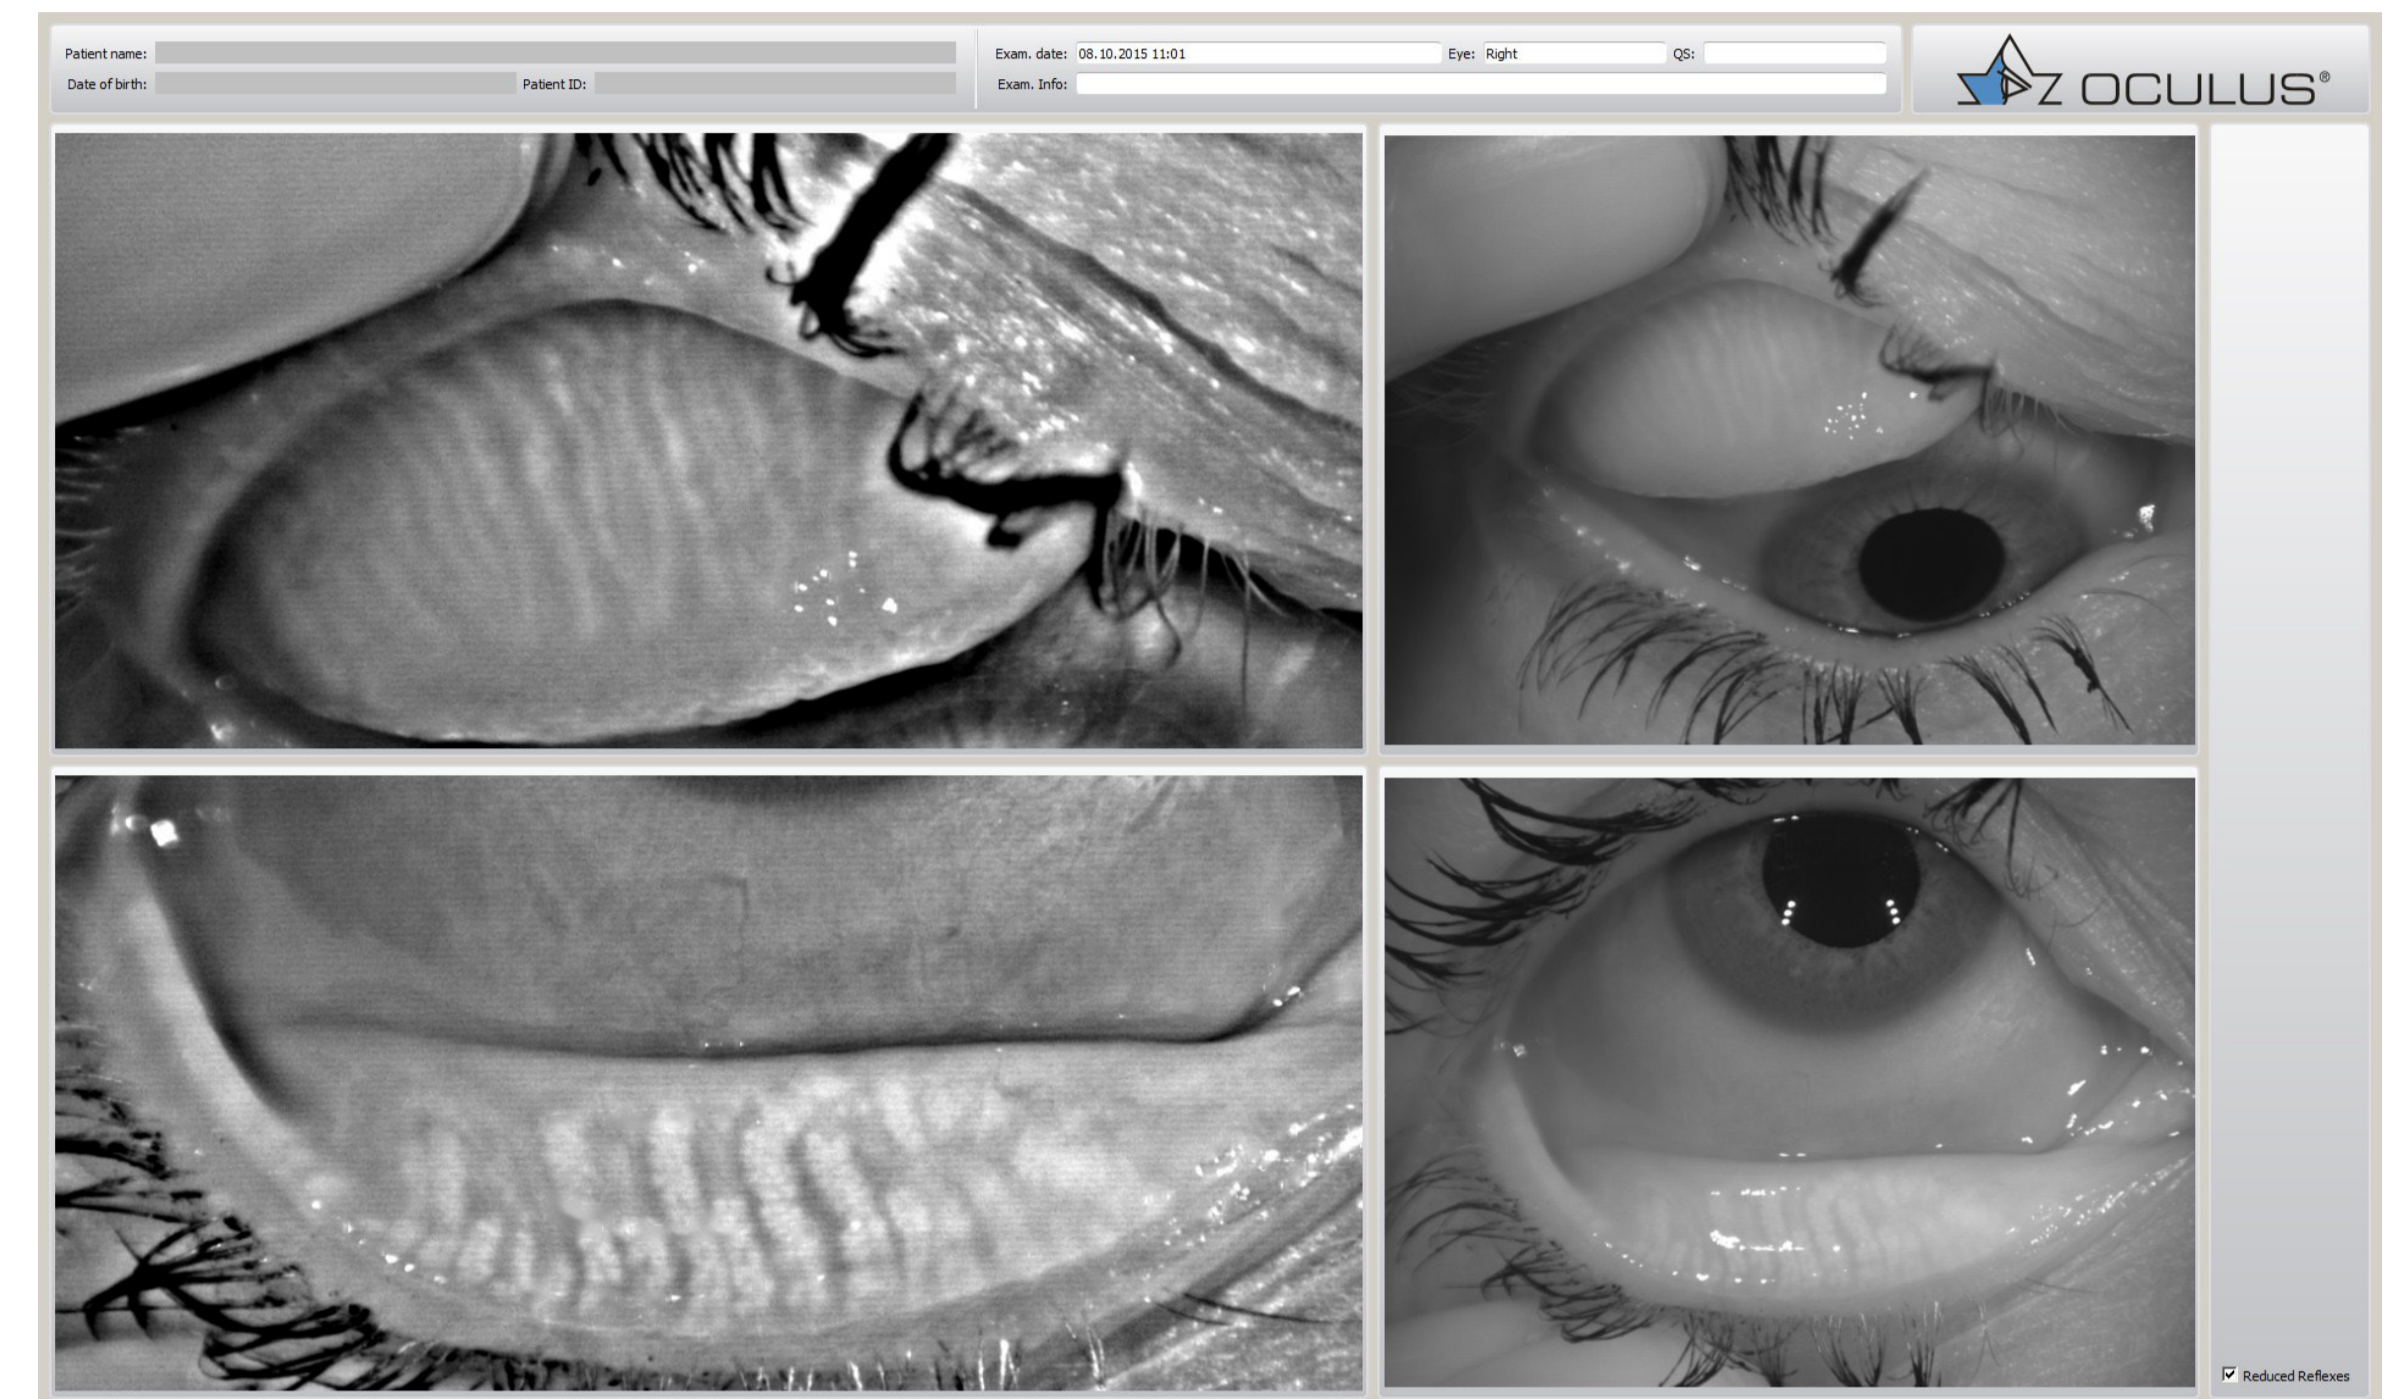 Patient name:
Date of birth: Patient ID:
Exam. date: 08.10.2015 11:01 Eye: Right QS:
Exam. Info:
OCULUS®
Reduced Reflexes